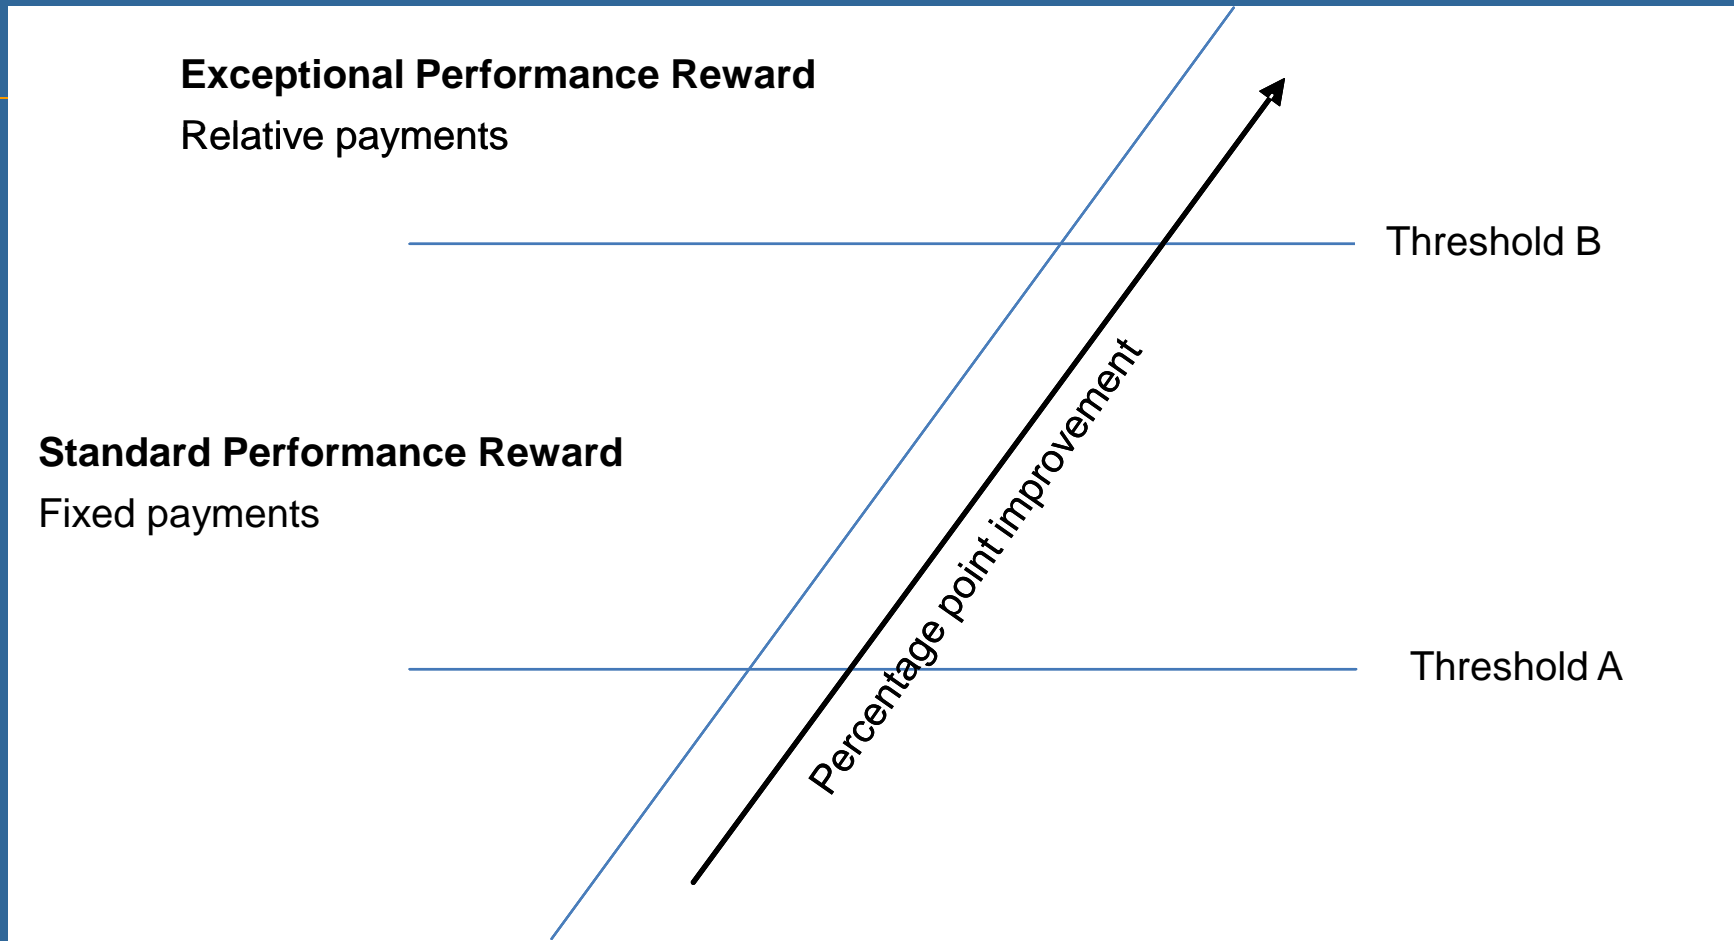 Exceptional Performance Reward
Relative payments
Threshold B
Percentage point improvement
Standard Performance Reward
Fixed payments
Threshold A